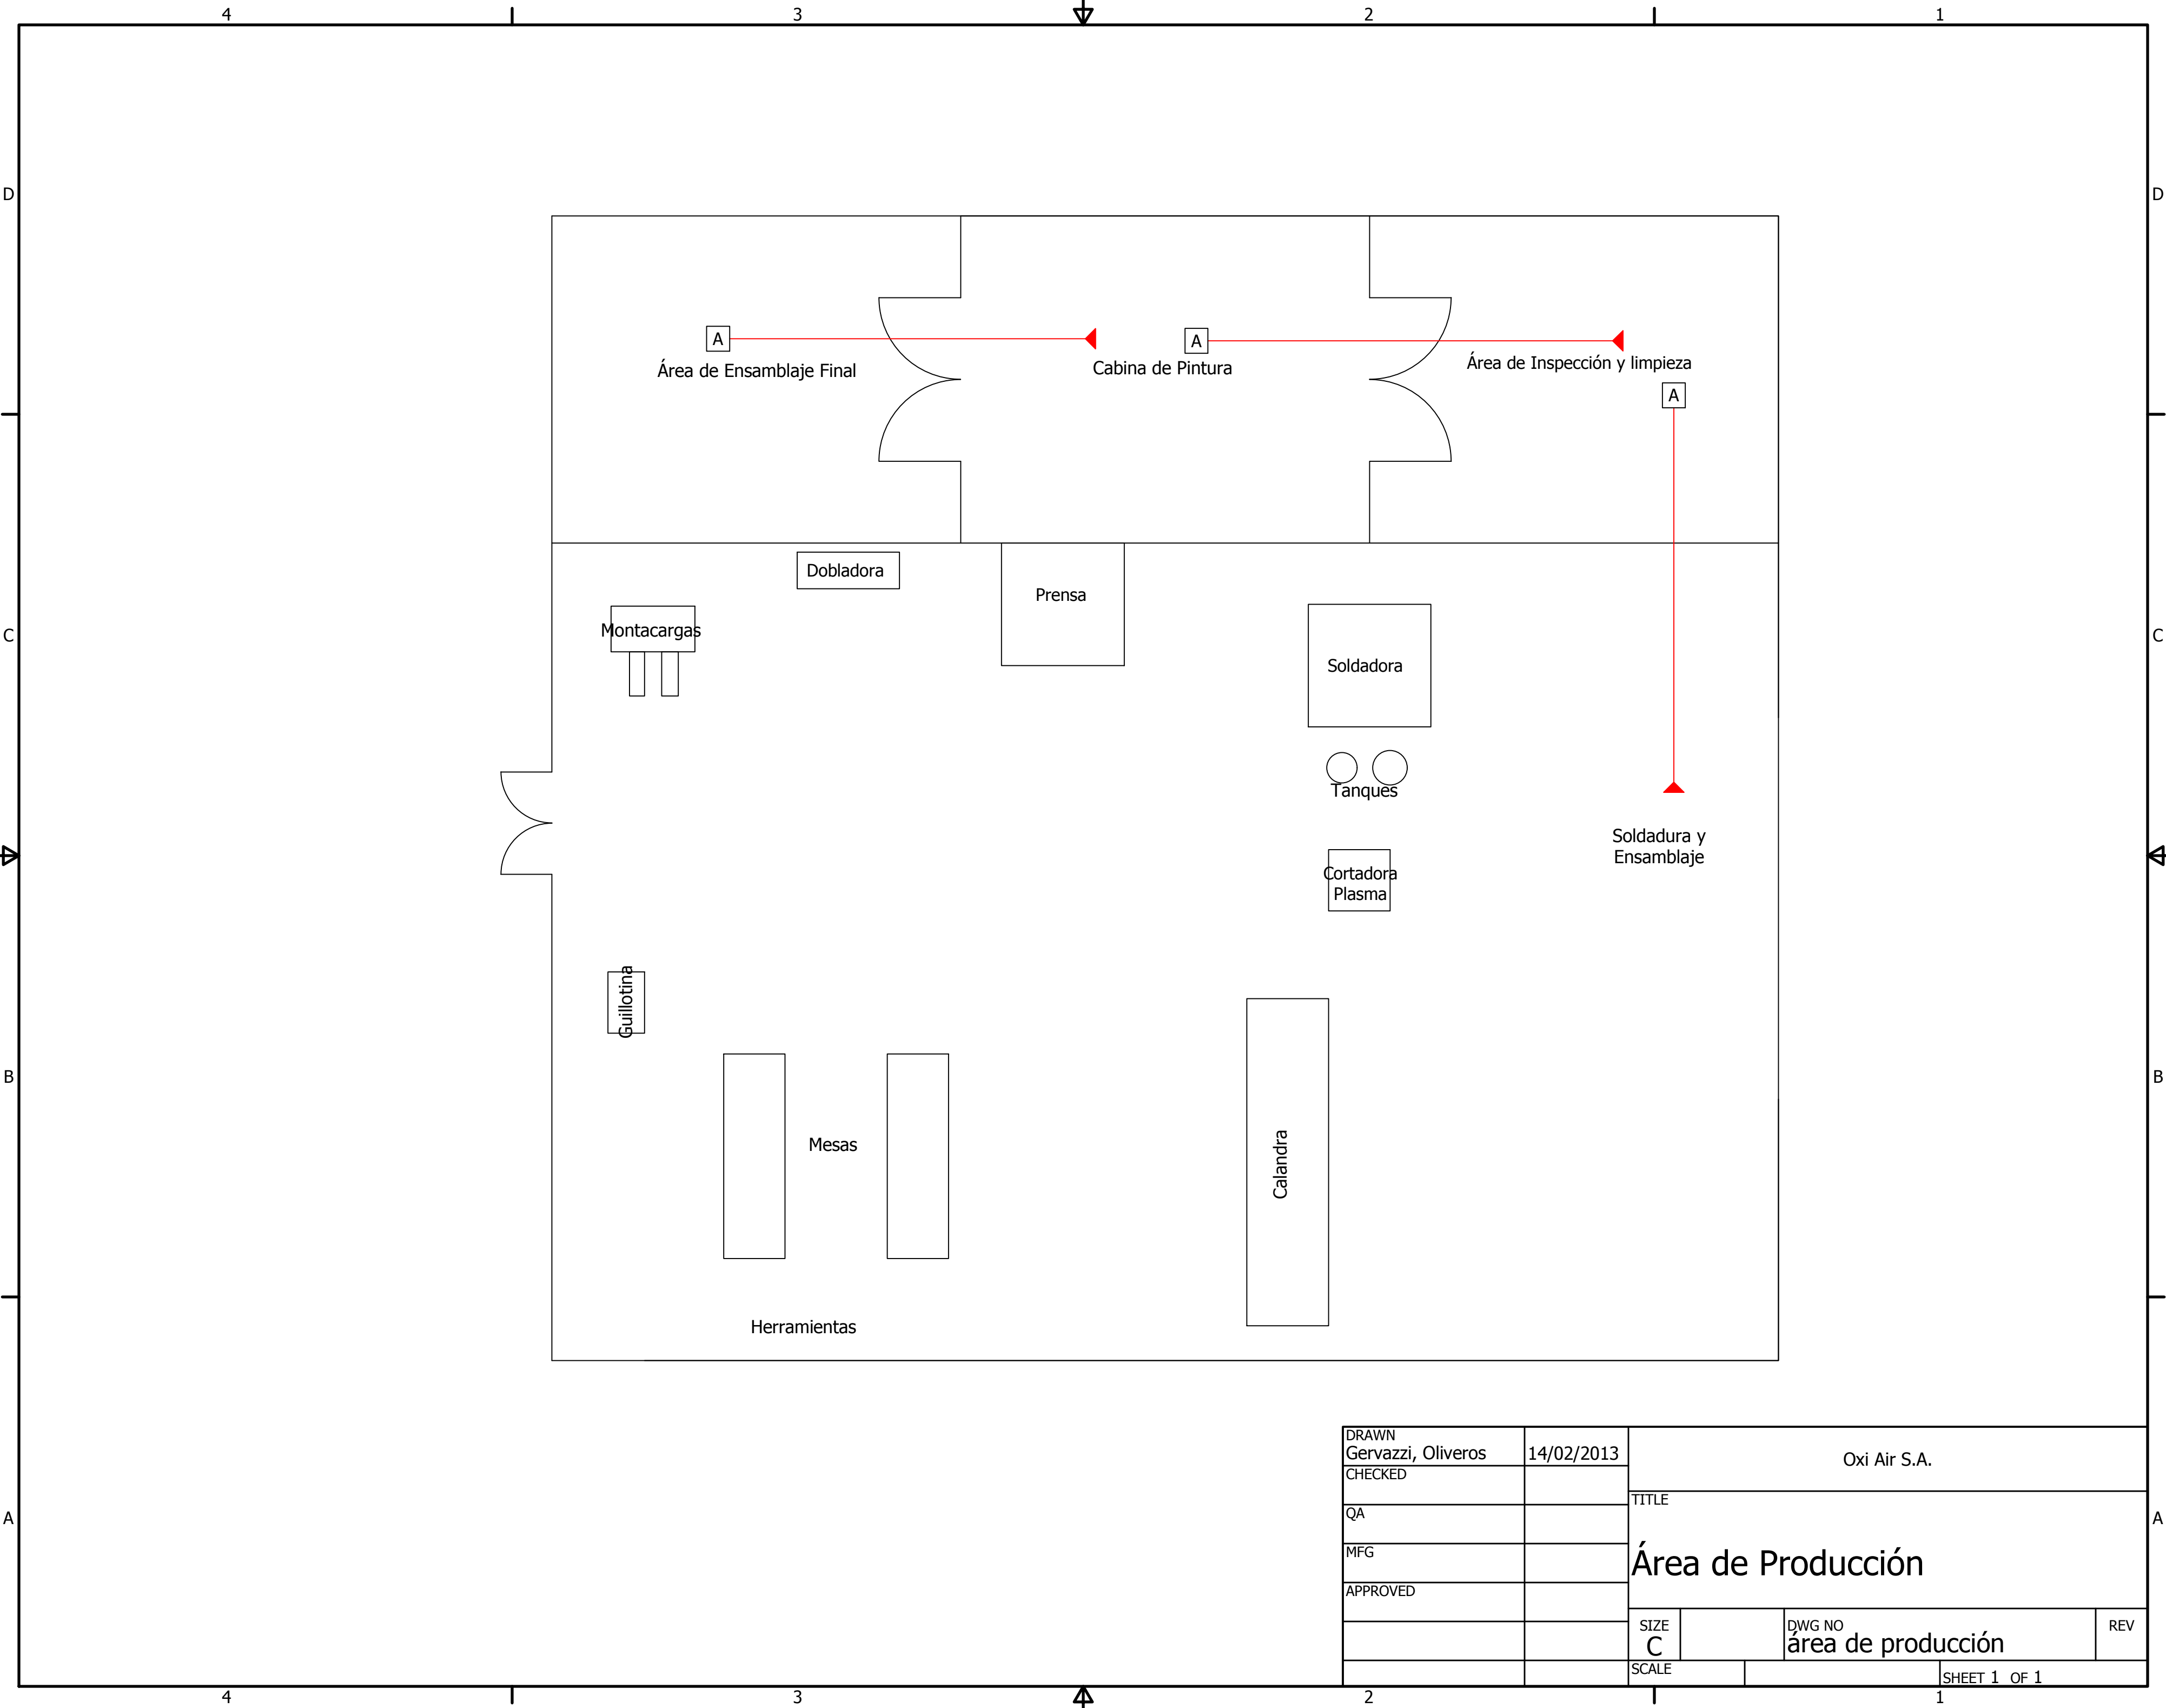 4 3 2 1
D D
A A
Área de Ensamblaje Final
Cabina de Pintura
Área de Inspección y limpieza
A
Dobladora
Prensa
Montacargas
C C
Soldadora
Tanques
Soldadura y
Ensamblaje
Cortadora
Plasma
Guillotina
B B
Mesas
Calandra
Herramientas
DRAWN
Gervazzi, Oliveros 14/02/2013
CHECKED
QA
MFG
APPROVED
Oxi Air S.A.
TITLE
Área de Producción
SIZE
C
DWG NO
área de producción
REV
SCALE
SHEET 1 OF 1
A A
4 3 2 1